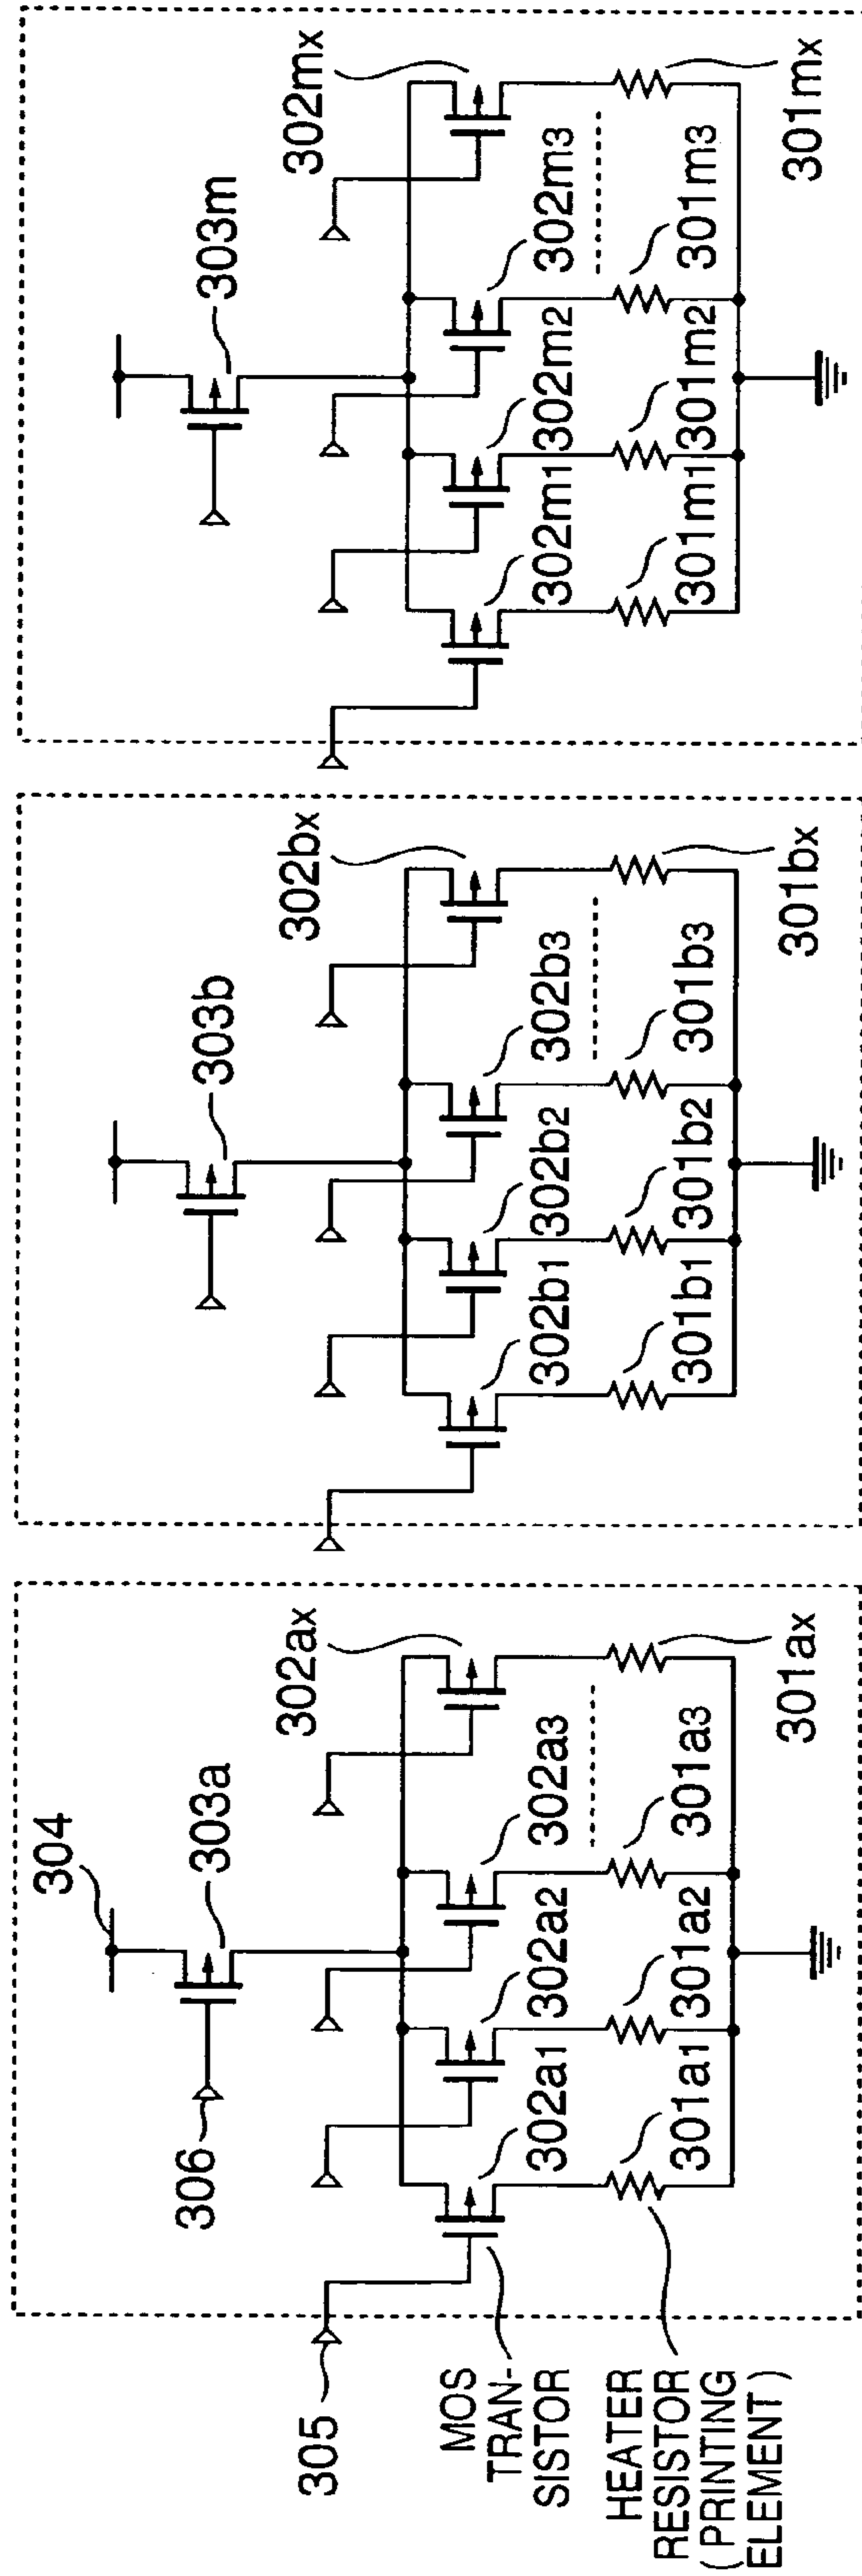 304
306
303a
302ax
305
302a1
302a2
302a3
MOS
TRAN-
SISTOR
301a1
301a2
301a3
HEATER
RESISTOR
(PRINTING
ELEMENT)
301ax
303b
302bx
302b1
302b2
302b3
301b1
301b2
301b3
301bx
303m
302mx
302m1
302m2
302m3
301m1
301m2
301m3
301mx